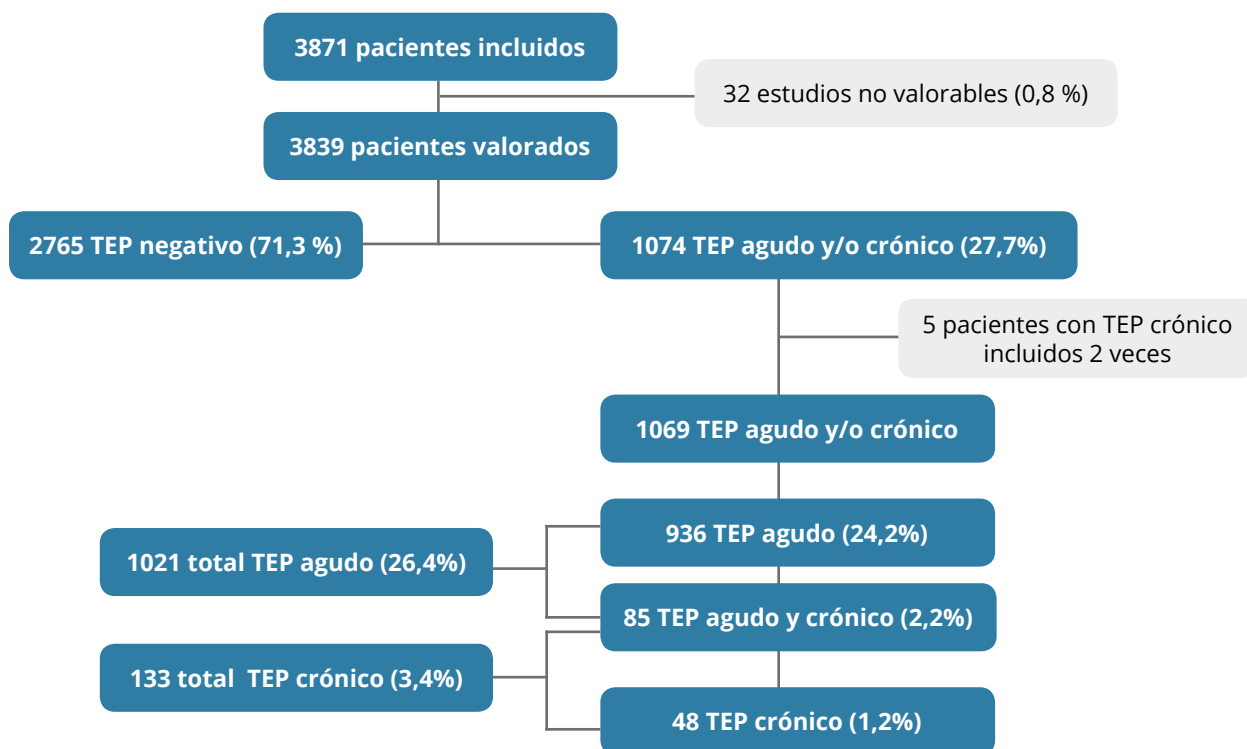 3871 pacientes incluidos
32 estudios no valorables (0,8 %)
3839 pacientes valorados
2765 TEP negativo (71,3 %)
1074 TEP agudo y/o crónico (27,7%)
5 pacientes con TEP crónico
incluidos 2 veces
1069 TEP agudo y/o crónico
936 TEP agudo (24,2%)
1021 total TEP agudo (26,4%)
85 TEP agudo y crónico (2,2%)
133 total TEP crónico (3,4%)
48 TEP crónico (1,2%)